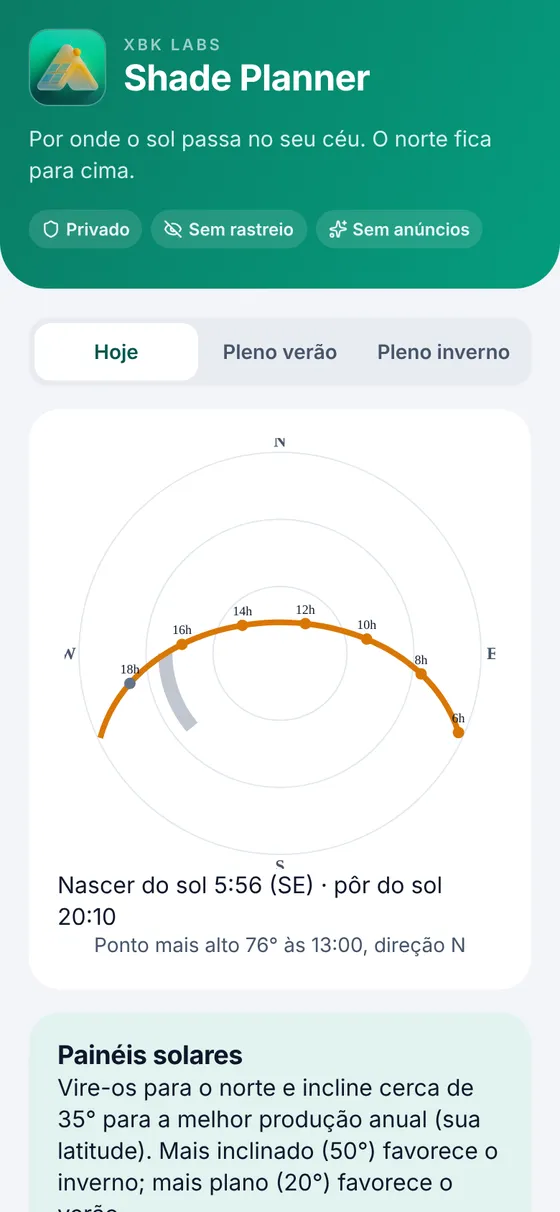 XBK LABS
Shade Planner
Por onde o sol passa no seu céu. O norte fica
para cima.
Privado
Sem rastreio
Sem anúncios
Hoje
Pleno verão
Pleno inverno
N
14h
12h
16h
10h
W
E
18h
8h
6h
S
Nascer do sol 5:56 (SE) · pôr do sol
20:10
Ponto mais alto 76° às 13:00, direção N
Painéis solares
Vire-os para o norte e incline cerca de
35° para a melhor produção anual (sua
latitude). Mais inclinado (50°) favorece o
inverno; mais plano (20°) favorece o
verão.